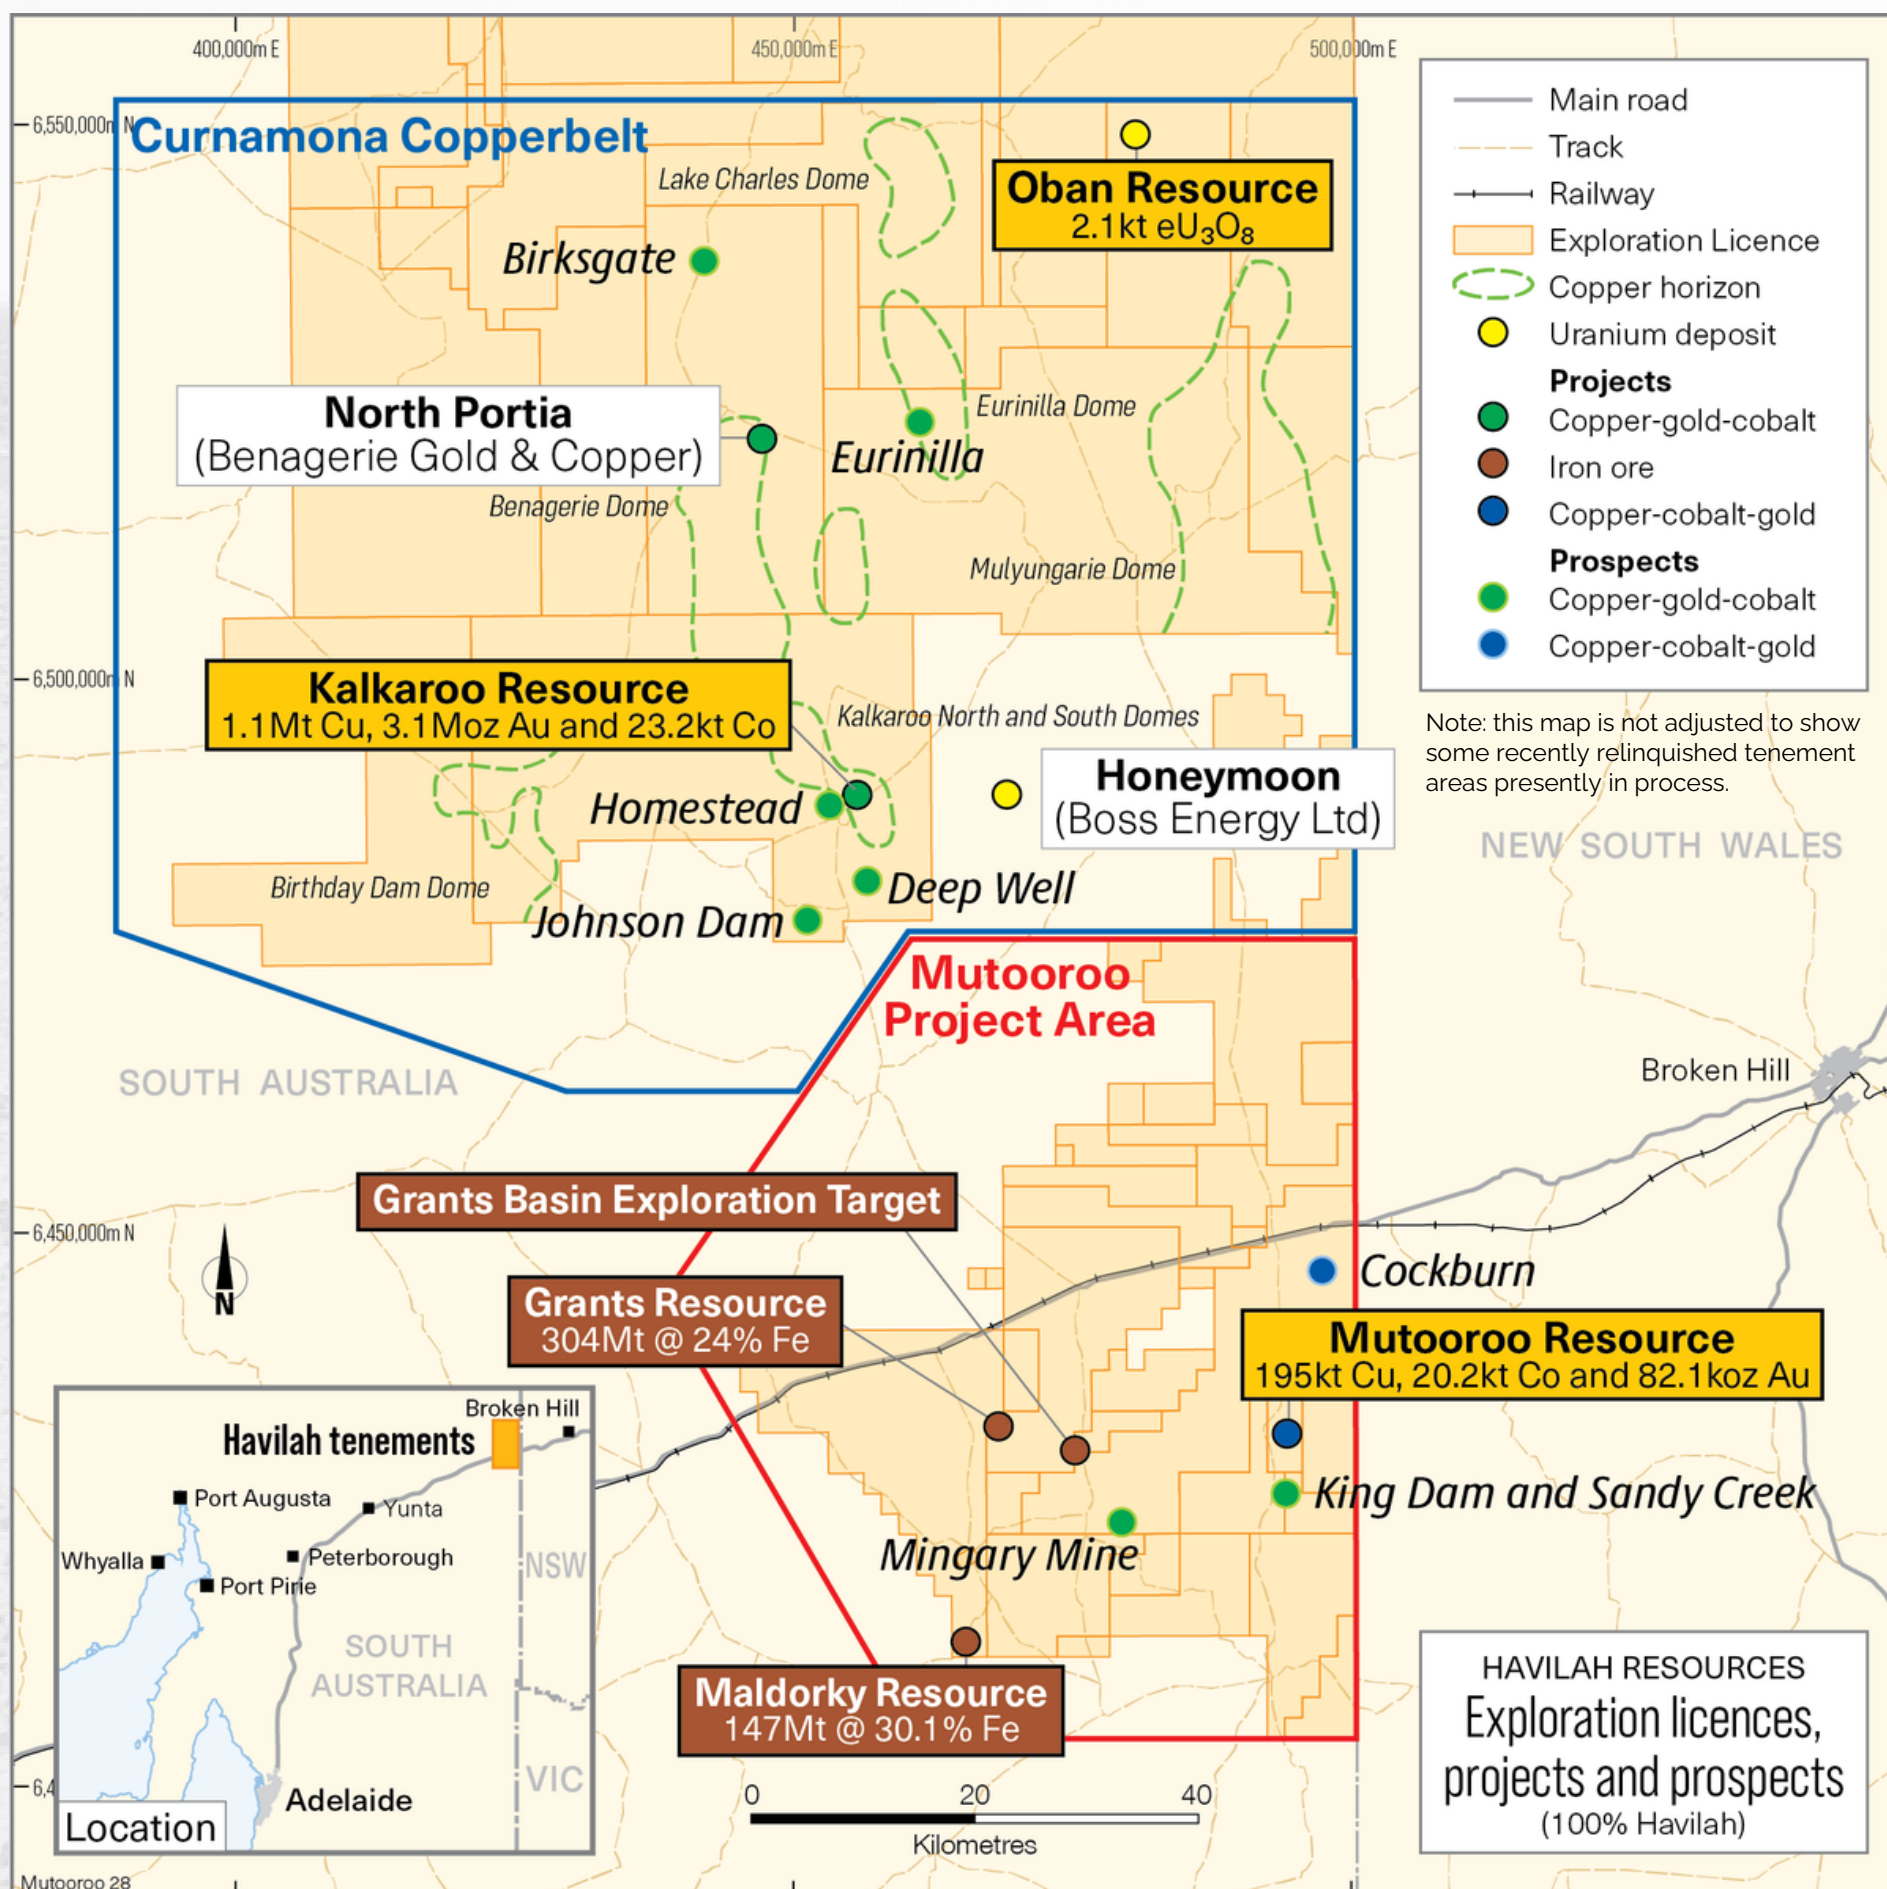 400,000m E
450,000m E
500,000m E
6,550,000m N
Curnamona Copperbelt
Lake Charles Dome
Oban Resource
2.1kt eU₃O₈
Birksgate
North Portia
(Benagerie Gold & Copper)
Eurinilla Dome
Eurinilla
Benagerie Dome
Mulyungarie Dome
6,500,000m N
Kalkaroo Resource
1.1Mt Cu, 3.1Moz Au and 23.2kt Co
Kalkaroo North and South Domes
Honeymoon
(Boss Energy Ltd)
Homestead
Birthday Dam Dome
Deep Well
Johnson Dam
Main road
Track
Railway
Exploration Licence
Copper horizon
Uranium deposit
Projects
Copper-gold-cobalt
Iron ore
Copper-cobalt-gold
Prospects
Copper-gold-cobalt
Copper-cobalt-gold
Note: this map is not adjusted to show
some recently relinquished tenement
areas presently in process.
NEW SOUTH WALES
Mutooroo
Project Area
SOUTH AUSTRALIA
Broken Hill
Grants Basin Exploration Target
6,450,000m N
N
Grants Resource
304Mt @ 24% Fe
Cockburn
Mutooroo Resource
195kt Cu, 20.2kt Co and 82.1koz Au
King Dam and Sandy Creek
Mingary Mine
Maldorky Resource
147Mt @ 30.1% Fe
Broken Hill
Havilah tenements
Port Augusta
Yunta
Whyalla
Peterborough
Port Pirie
NSW
SOUTH
AUSTRALIA
VIC
Adelaide
Location
6,4
0 20 40
Kilometres
HAVILAH RESOURCES
Exploration licences,
projects and prospects
(100% Havilah)
Mutooroo 28